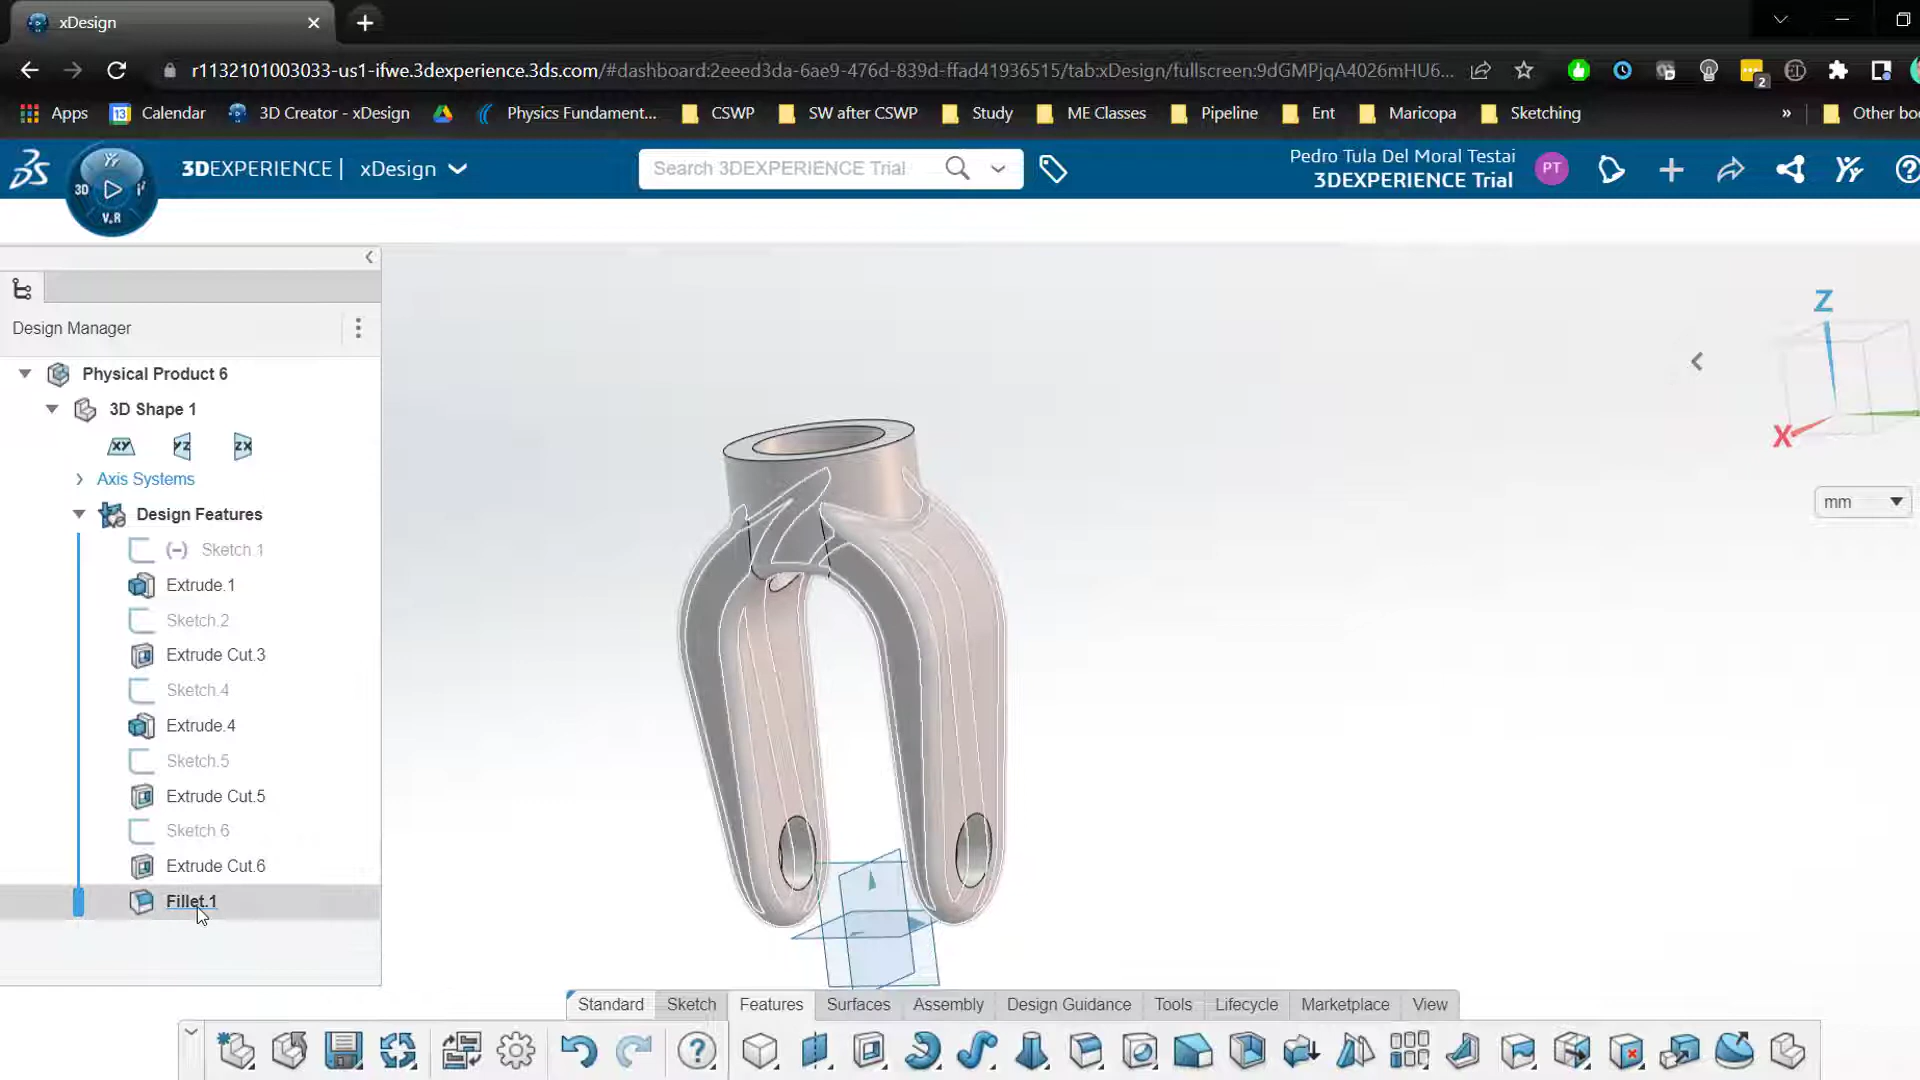 xDesign
r1132101003033-us1-ifwe.3dexperience.3ds.com/#dashboard:2eeed3da-6ae9-476d-839d-ffad41936515/tab:xDesign/fullscreen:9dGMPjqA4026mHU6...
2
Apps 13 Calendar 3D Creator - xDesign Physics Fundament... CSWP SW after CSWP Study ME Classes Pipeline Ent Maricopa Sketching » Other boo
3DEXPERIENCE | xDesign Search 3DEXPERIENCE Trial
3D V.R
Pedro Tula Del Moral Testai
3DEXPERIENCE Trial
PT
Design Manager
Physical Product 6
3D Shape 1
XY YZ ZX
Axis Systems
Design Features
(−) Sketch.1
Extrude.1
Sketch.2
Extrude Cut.3
Sketch.4
Extrude.4
Sketch.5
Extrude Cut.5
Sketch.6
Extrude Cut.6
Fillet.1
Z
X
mm
Standard Sketch Features Surfaces Assembly Design Guidance Tools Lifecycle Marketplace View